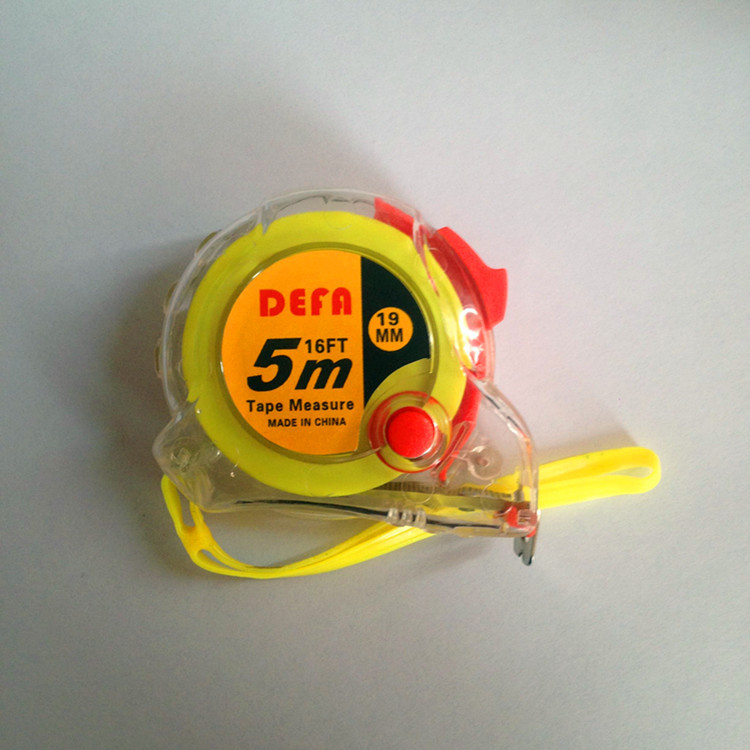 DEFA
19
MM
16FT
5m
Tape Measure
MADE IN CHINA